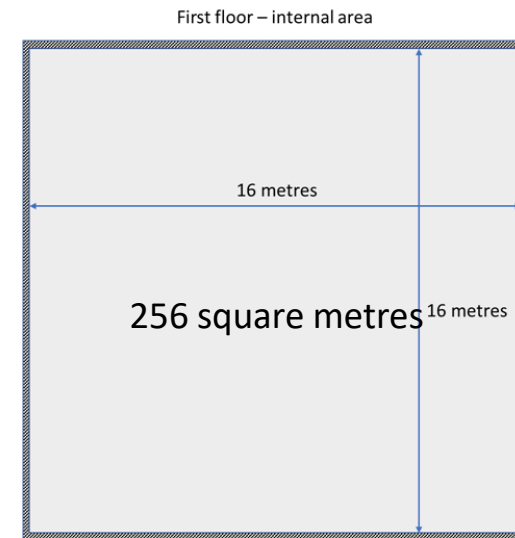 First floor – internal area
16 metres
256 square metres
16 metres